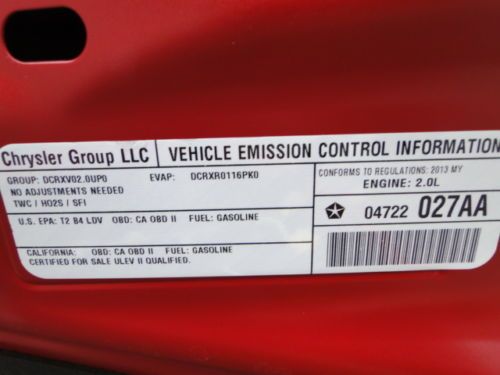 Chrysler Group LLC VEHICLE EMISSION CONTROL INFORMATION
GROUP: DCRXV02.0UP0 EVAP: DCRXR0116PK0
NO ADJUSTMENTS NEEDED
TWC / HO2S / SFI
CONFORMS TO REGULATIONS: 2013 MY
ENGINE: 2.0L
U.S. EPA: T2 B4 LDV OBD: CA OBD II FUEL: GASOLINE
04722 027AA
CALIFORNIA: OBD: CA OBD II FUEL: GASOLINE
CERTIFIED FOR SALE ULEV II QUALIFIED.